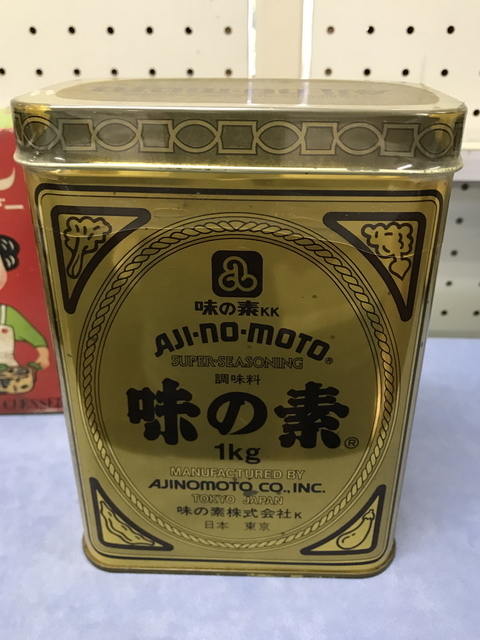 味の素KK
AJI-NO-MOTO®
SUPER-SEASONING
調味料
味の素®
1kg
MANUFACTURED BY
AJINOMOTO CO., INC.
TOKYO JAPAN
味の素株式会社K
日本 東京